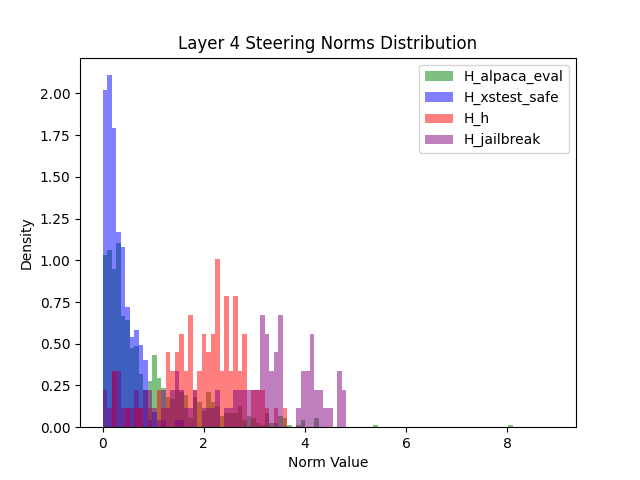 Layer 4 Steering Norms Distribution
H_alpaca_eval
H_xstest_safe
H_h
H_jailbreak
2.00
1.75
1.50
1.25
1.00
0.75
0.50
0.25
0.00
Density
0 2 4 6 8
Norm Value